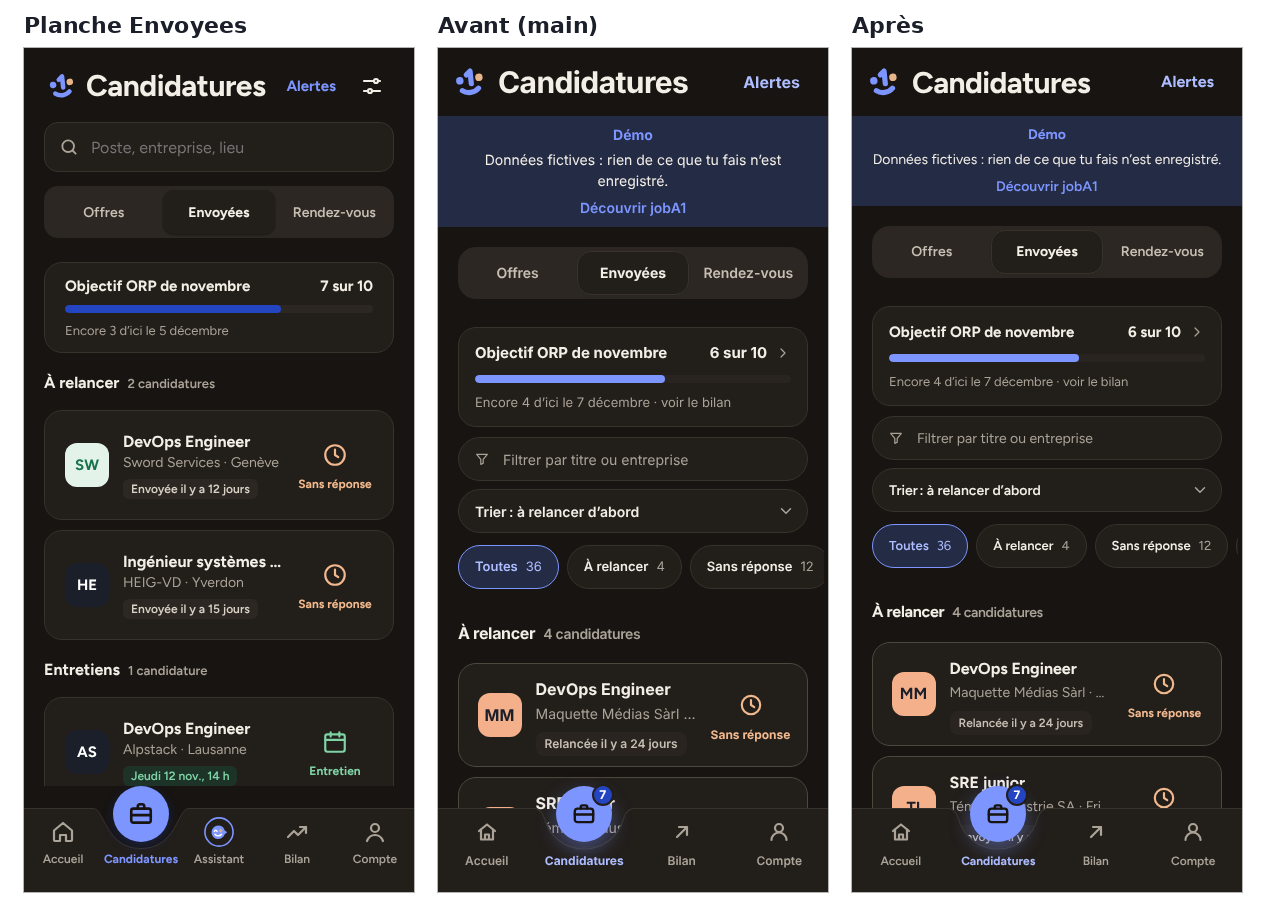 Planche Envoyees
Candidatures
Alertes
Poste, entreprise, lieu
Offres
Envoyées
Rendez-vous
Objectif ORP de novembre
7 sur 10
Encore 3 d’ici le 5 décembre
À relancer 2 candidatures
SW
DevOps Engineer
Sword Services · Genève
Envoyée il y a 12 jours
Sans réponse
HE
Ingénieur systèmes ...
HEIG-VD · Yverdon
Envoyée il y a 15 jours
Sans réponse
Entretiens 1 candidature
AS
DevOps Engineer
Alpstack · Lausanne
Jeudi 12 nov., 14 h
Entretien
Accueil
Candidatures
Assistant
Bilan
Compte
Avant (main)
Candidatures
Alertes
Démo
Données fictives : rien de ce que tu fais n’est
enregistré.
Découvrir jobA1
Offres
Envoyées
Rendez-vous
Objectif ORP de novembre
6 sur 10
Encore 4 d’ici le 7 décembre · voir le bilan
Filtrer par titre ou entreprise
Trier : à relancer d’abord
Toutes 36
À relancer 4
Sans réponse 12
À relancer 4 candidatures
MM
DevOps Engineer
Maquette Médias Sàrl ...
Relancée il y a 24 jours
Sans réponse
7
Accueil
Candidatures
Bilan
Compte
Après
Candidatures
Alertes
Démo
Données fictives : rien de ce que tu fais n’est enregistré.
Découvrir jobA1
Offres
Envoyées
Rendez-vous
Objectif ORP de novembre
6 sur 10
Encore 4 d’ici le 7 décembre · voir le bilan
Filtrer par titre ou entreprise
Trier : à relancer d’abord
Toutes 36
À relancer 4
Sans réponse 12
À relancer 4 candidatures
MM
DevOps Engineer
Maquette Médias Sàrl · ...
Relancée il y a 24 jours
Sans réponse
SRE junior
7
Accueil
Candidatures
Bilan
Compte